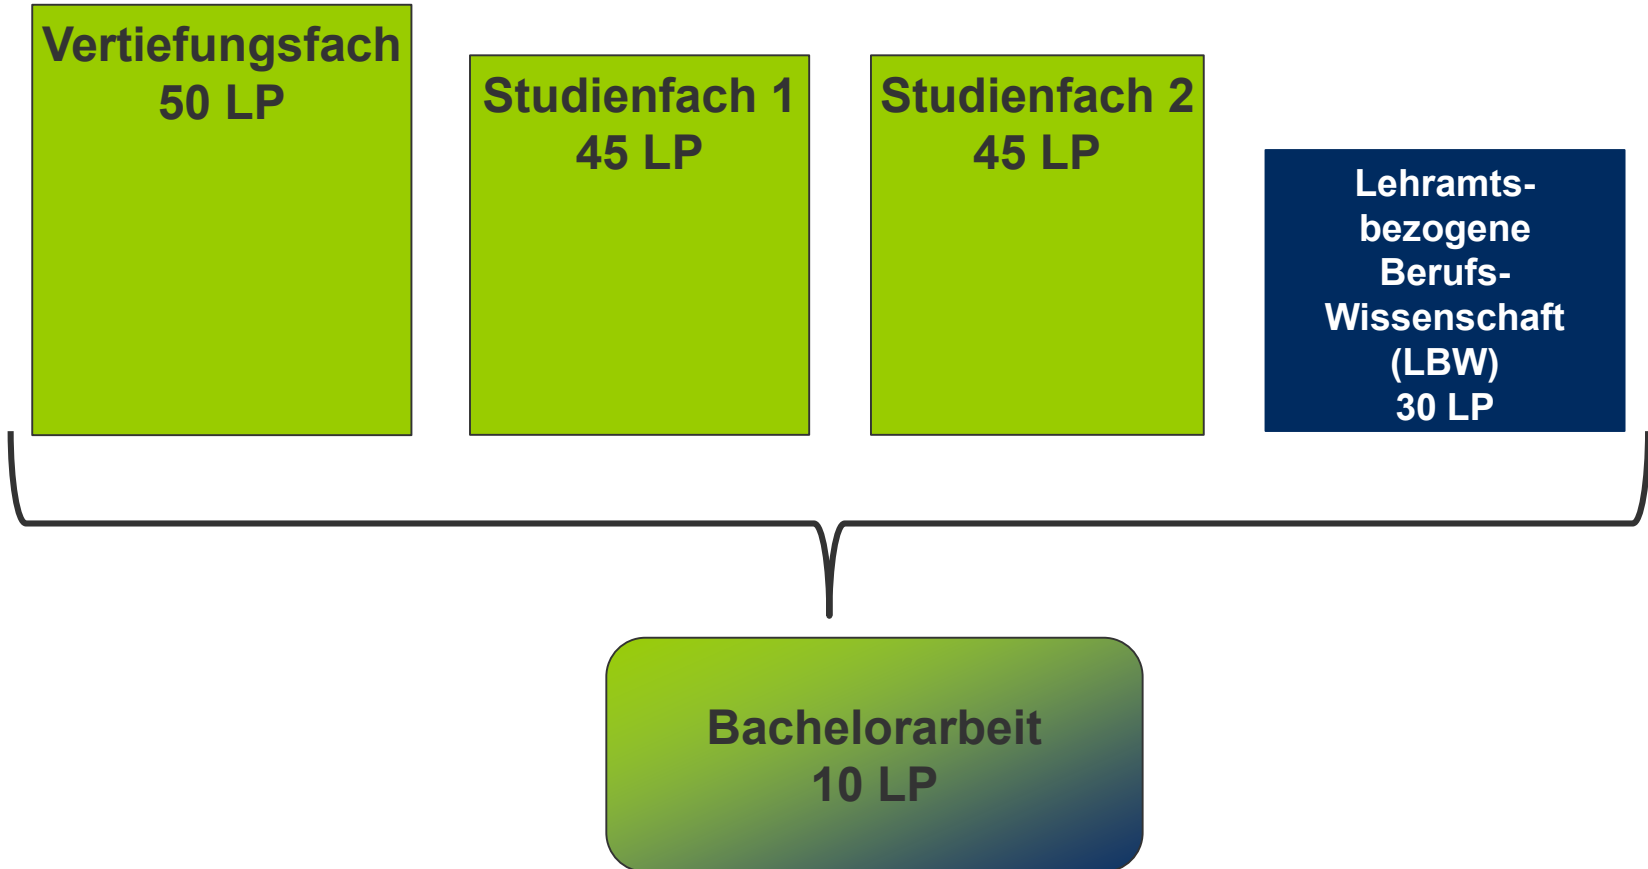 Vertiefungsfach
50 LP
Studienfach 1
45 LP
Studienfach 2
45 LP
Lehramts-
bezogene
Berufs-
Wissenschaft
(LBW)
30 LP
Bachelorarbeit
10 LP